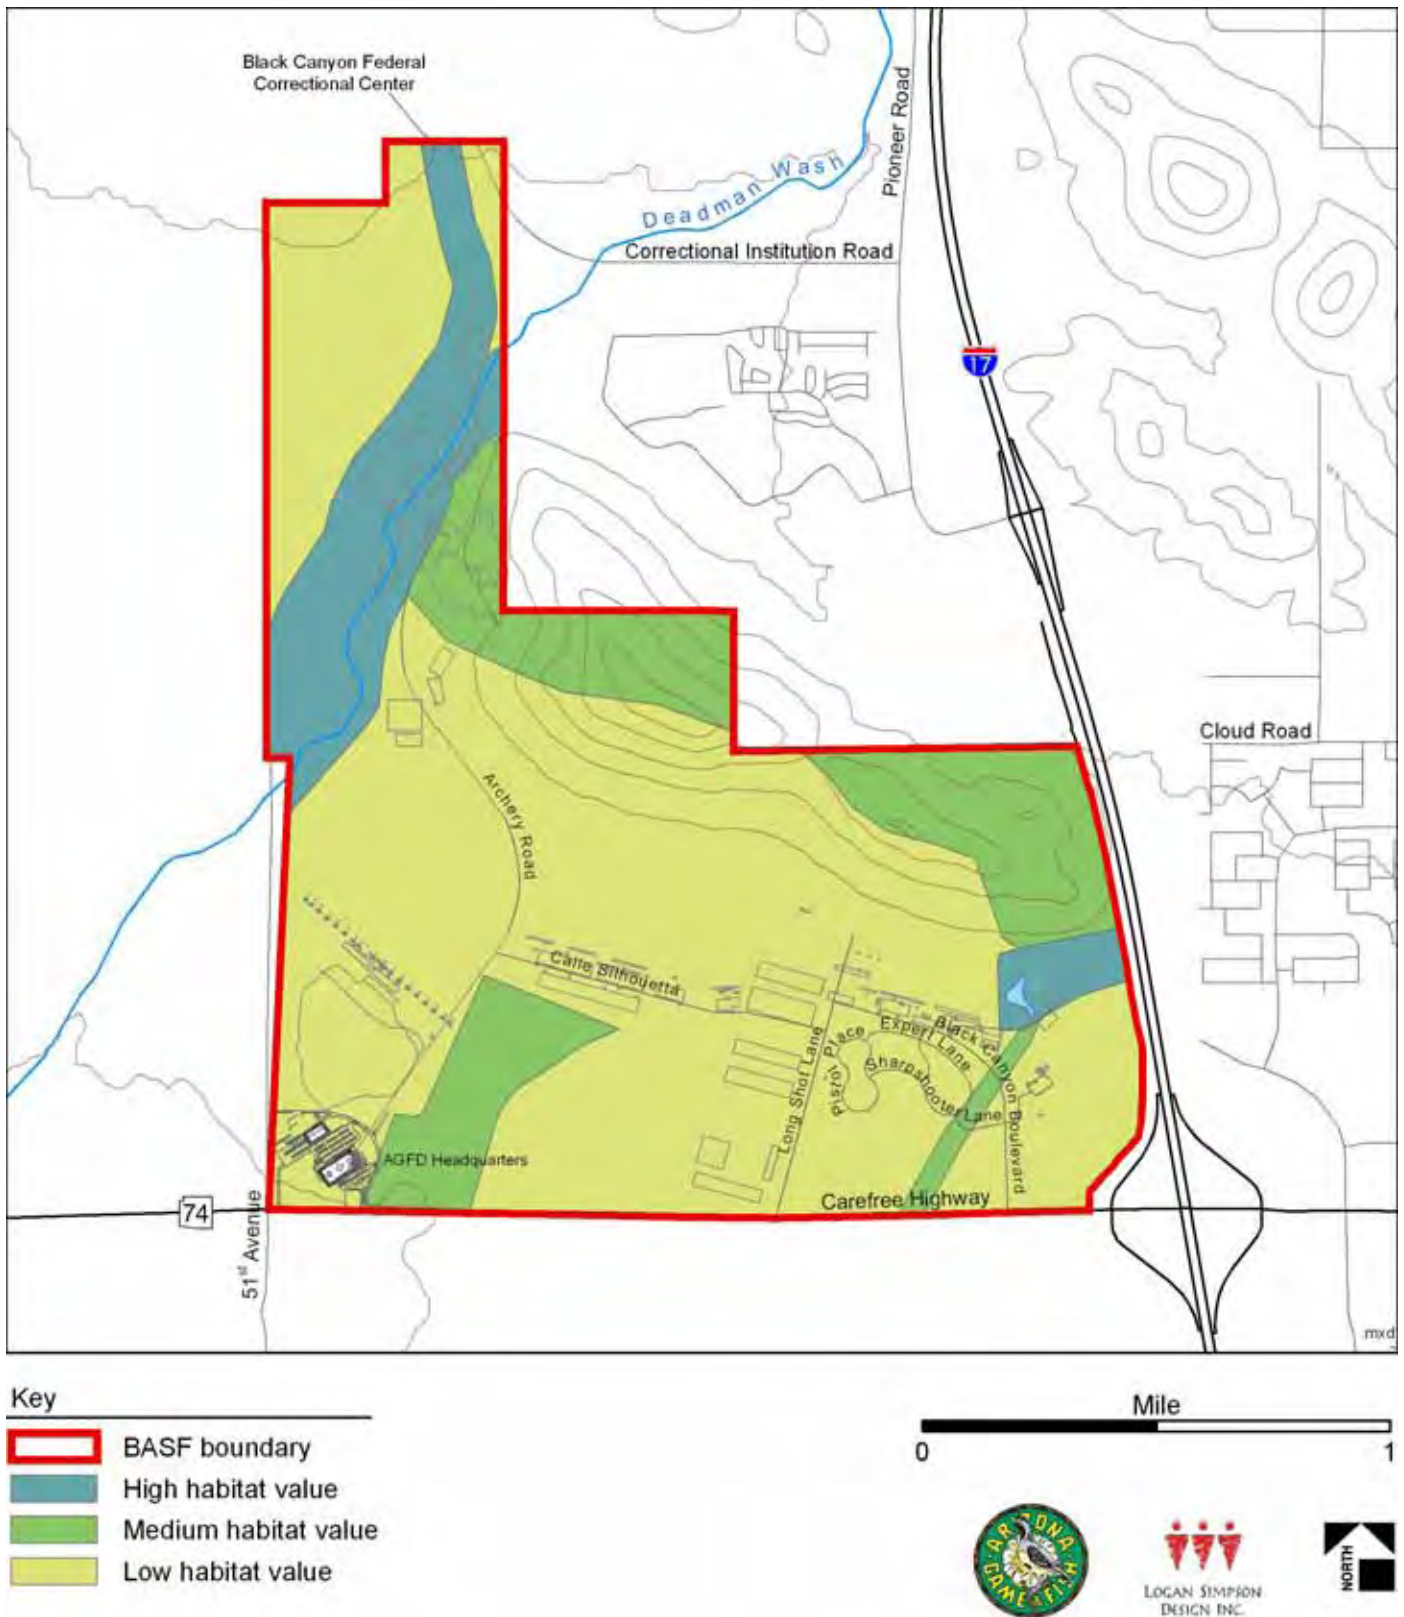 Black Canyon Federal
Correctional Center
Pioneer Road
Deadman Wash
Correctional Institution Road
17
Cloud Road
Archery Road
Calle Silhouetta
Long Shot Lane
Pistol Place
Expert Lane
Sharpshooter Lane
Black Canyon Boulevard
AGFD Headquarters
Carefree Highway
74
51st Avenue
.mxd
Key
BASF boundary
High habitat value
Medium habitat value
Low habitat value
Mile
0 1
ARIZONA
GAME & FISH
LOGAN SIMPSON
DESIGN INC.
NORTH